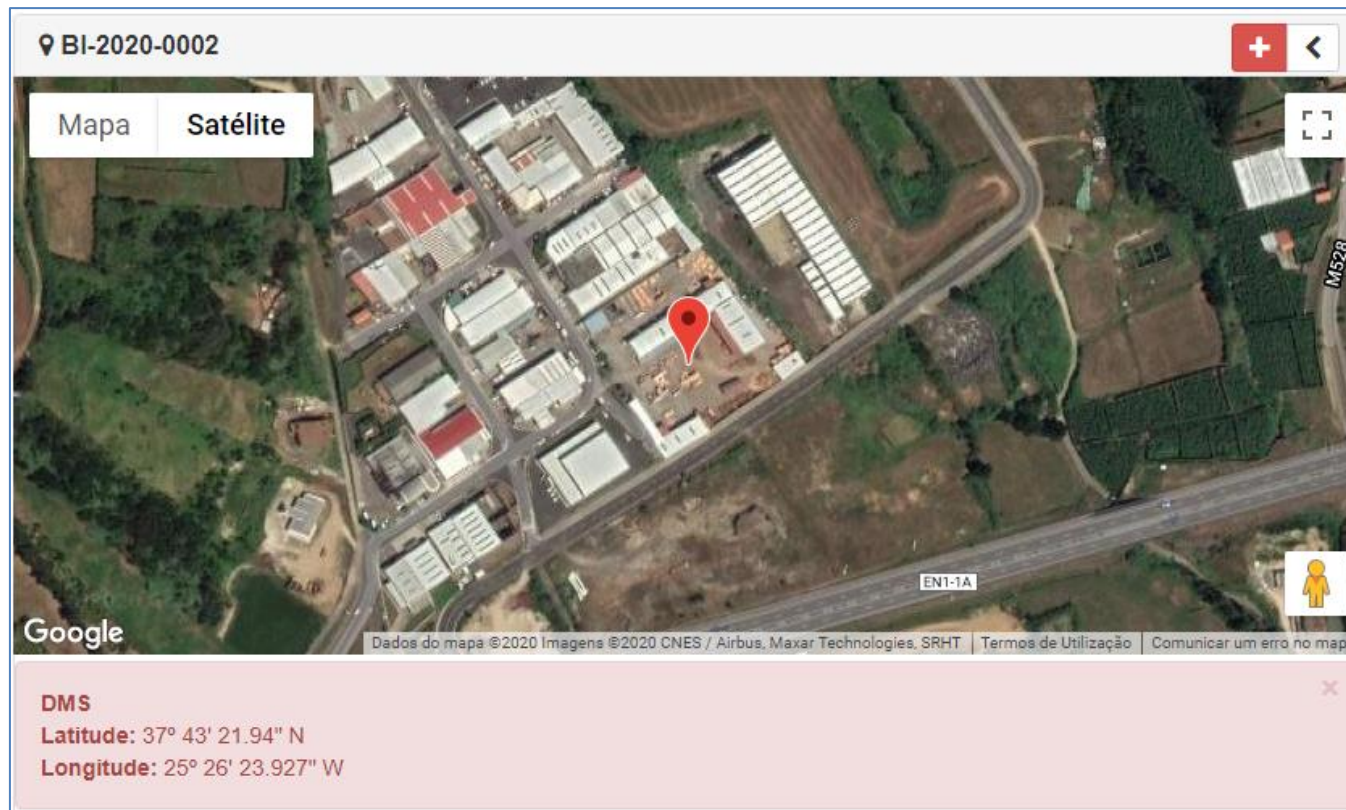 BI-2020-0002
Mapa Satélite
M528
EN1-1A
Google
Dados do mapa ©2020 Imagens ©2020 CNES / Airbus, Maxar Technologies, SRHT Termos de Utilização Comunicar um erro no map
DMS
Latitude: 37º 43' 21.94" N
Longitude: 25º 26' 23.927" W